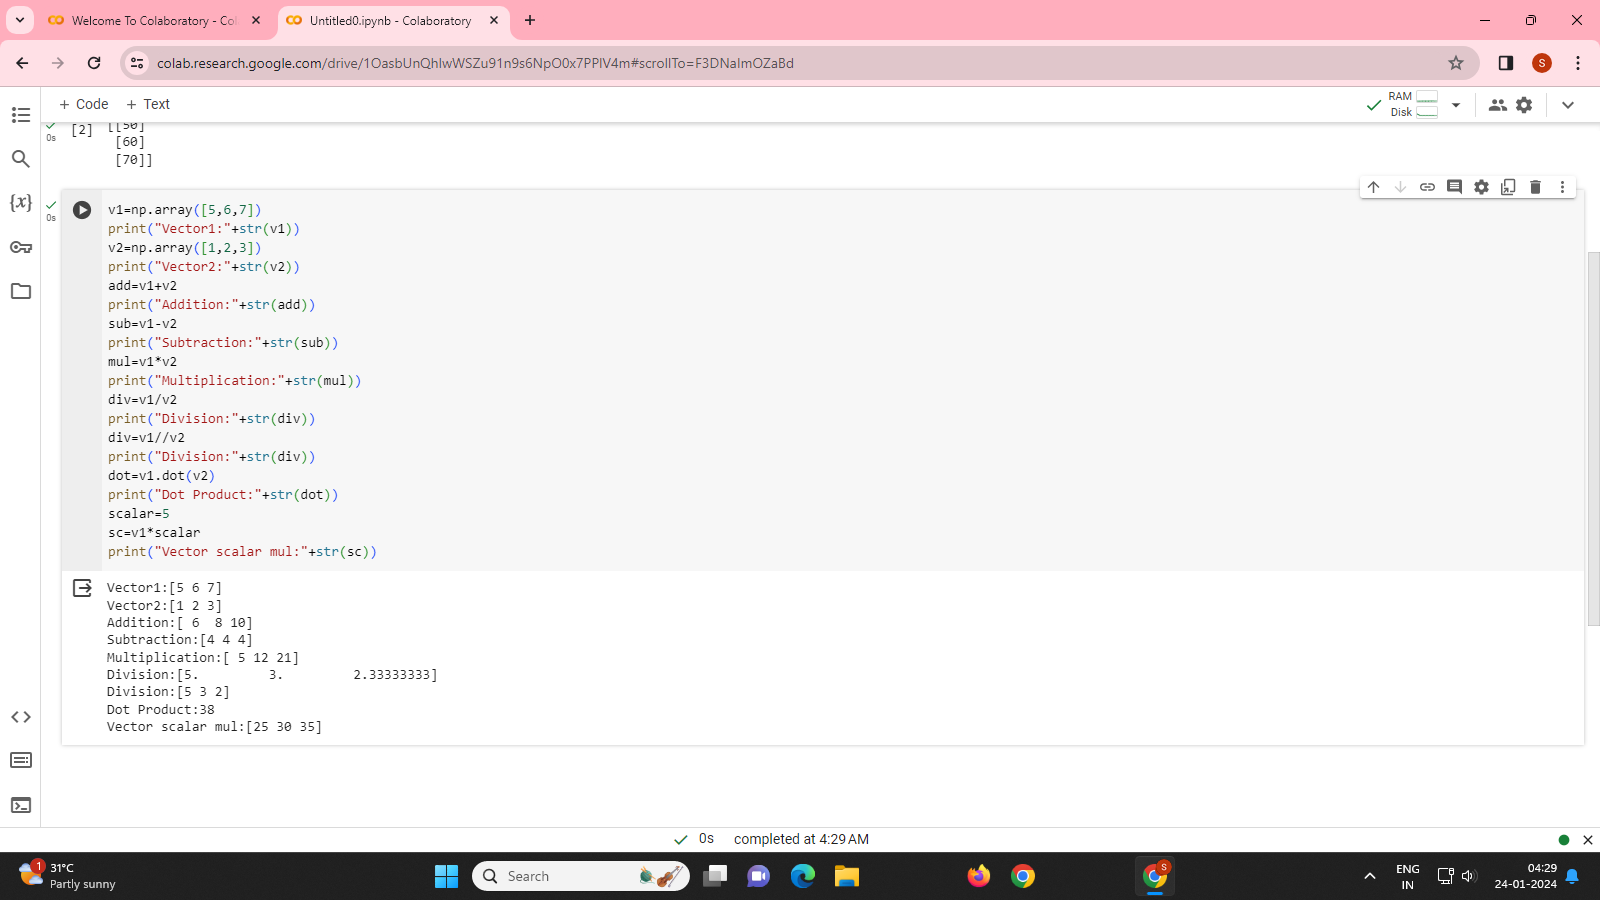 Welcome To Colaboratory - Co
Untitled0.ipynb - Colaboratory
colab.research.google.com/drive/1OasbUnQhlwWSZu91n9s6NpO0x7PPlV4m#scrollTo=F3DNaImOZaBd
S
+ Code + Text
RAM
Disk
0s
[2] [[50]
[60]
[70]]
{x}
0s
v1=np.array([5,6,7])
print("Vector1:"+str(v1))
v2=np.array([1,2,3])
print("Vector2:"+str(v2))
add=v1+v2
print("Addition:"+str(add))
sub=v1-v2
print("Subtraction:"+str(sub))
mul=v1*v2
print("Multiplication:"+str(mul))
div=v1/v2
print("Division:"+str(div))
div=v1//v2
print("Division:"+str(div))
dot=v1.dot(v2)
print("Dot Product:"+str(dot))
scalar=5
sc=v1*scalar
print("Vector scalar mul:"+str(sc))
Vector1:[5 6 7]
Vector2:[1 2 3]
Addition:[ 6  8 10]
Subtraction:[4 4 4]
Multiplication:[ 5 12 21]
Division:[5.         3.         2.33333333]
Division:[5 3 2]
Dot Product:38
Vector scalar mul:[25 30 35]
0s completed at 4:29 AM
1
31°C
Partly sunny
Search
S
ENG
IN
04:29
24-01-2024